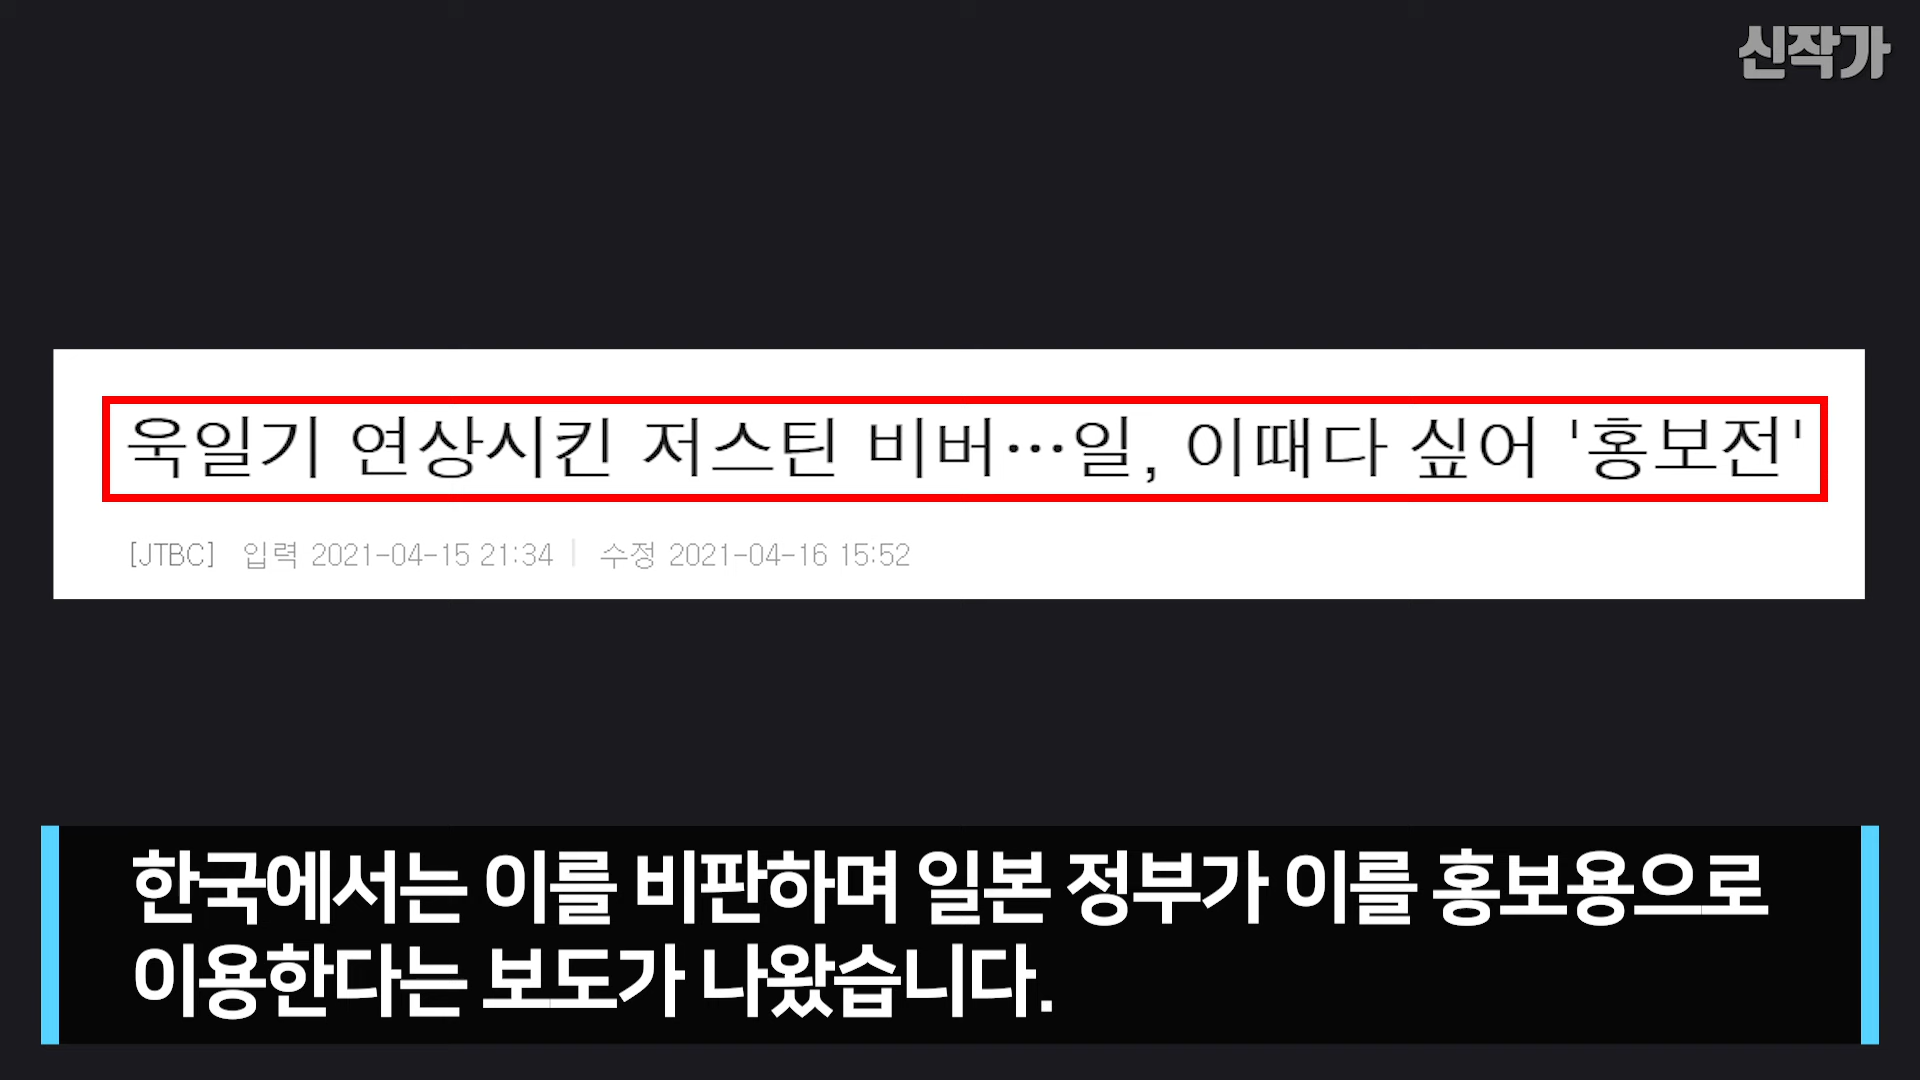 신작가
욱일기 연상시킨 저스틴 비버…일, 이때다 싶어 '홍보전'
[JTBC] 입력 2021-04-15 21:34 | 수정 2021-04-16 15:52
한국에서는 이를 비판하며 일본 정부가 이를 홍보용으로
이용한다는 보도가 나왔습니다.